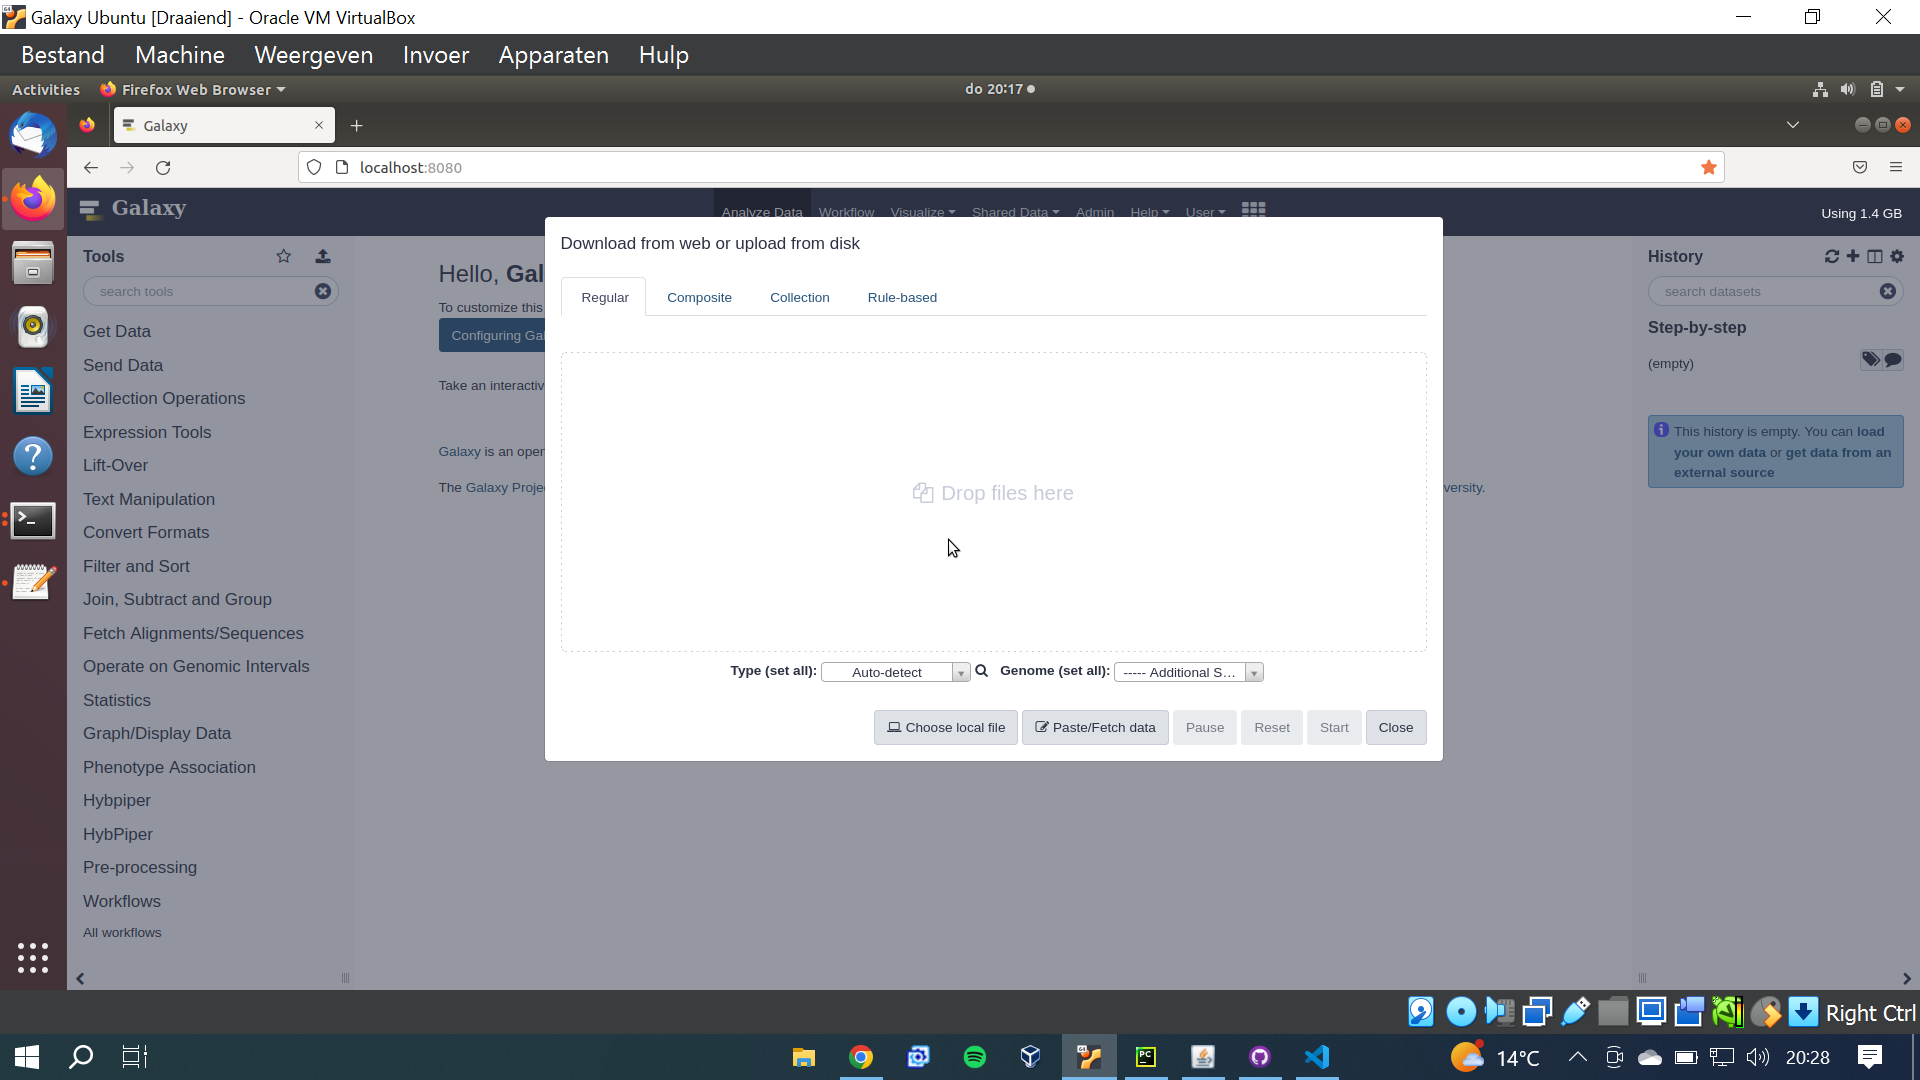 Galaxy Ubuntu [Draaiend] - Oracle VM VirtualBox
Bestand Machine Weergeven Invoer Apparaten Hulp
Activities Firefox Web Browser do 20:17
Galaxy
localhost:8080
Galaxy Analyze Data Workflow Visualize Shared Data Admin Help User Using 1.4 GB
Tools
search tools
Get Data
Send Data
Collection Operations
Expression Tools
Lift-Over
Text Manipulation
Convert Formats
Filter and Sort
Join, Subtract and Group
Fetch Alignments/Sequences
Operate on Genomic Intervals
Statistics
Graph/Display Data
Phenotype Association
Hybpiper
HybPiper
Pre-processing
Workflows
All workflows
Hello, Gal
To customize this
Configuring Gal
Take an interactiv
Galaxy is an oper
The Galaxy Proje
versity.
Download from web or upload from disk
Regular Composite Collection Rule-based
Drop files here
Type (set all): Auto-detect Genome (set all): ----- Additional S...
Choose local file Paste/Fetch data Pause Reset Start Close
History
search datasets
Step-by-step
(empty)
This history is empty. You can load
your own data or get data from an
external source
Right Ctrl
14°C 20:28